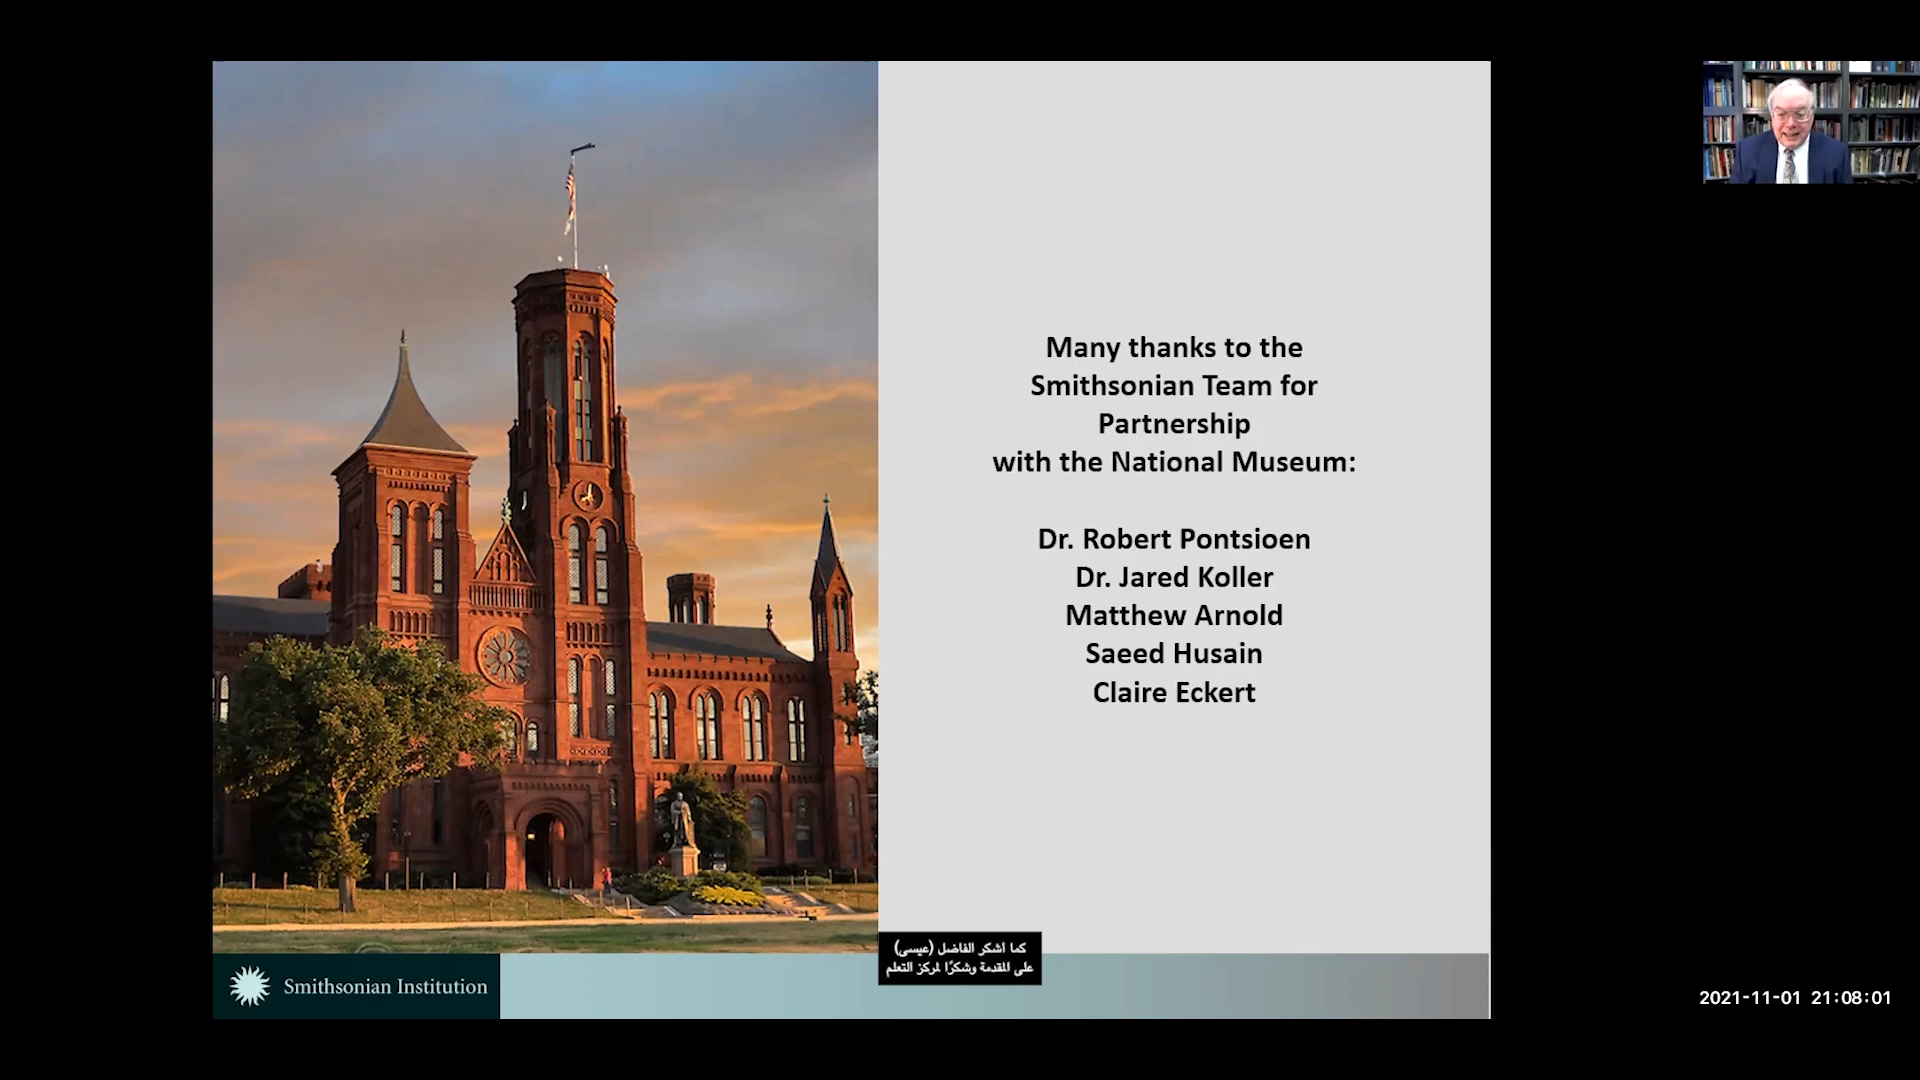 Many thanks to the
Smithsonian Team for
Partnership
with the National Museum:
Dr. Robert Pontsioen
Dr. Jared Koller
Matthew Arnold
Saeed Husain
Claire Eckert
كما أشكر الفاضل (عيسى)
على المقدمة وشكرًا لمركز التعلم
Smithsonian Institution
2021-11-01 21:08:01